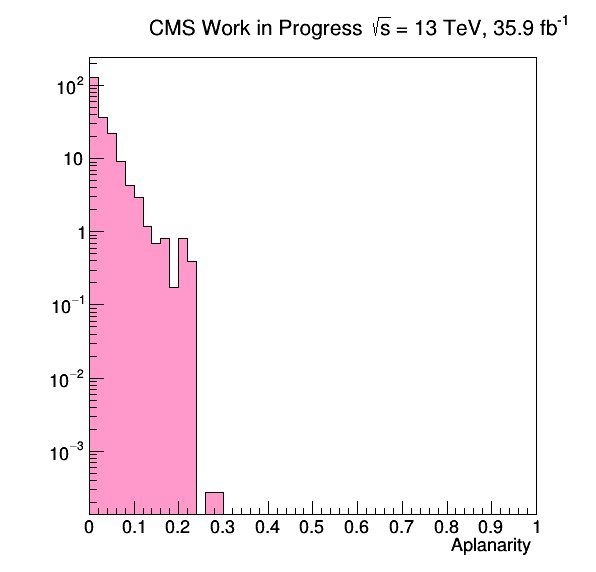 CMS Work in Progress √s = 13 TeV, 35.9 fb⁻¹
10²
10
1
10⁻¹
10⁻²
10⁻³
0 0.1 0.2 0.3 0.4 0.5 0.6 0.7 0.8 0.9 1
Aplanarity